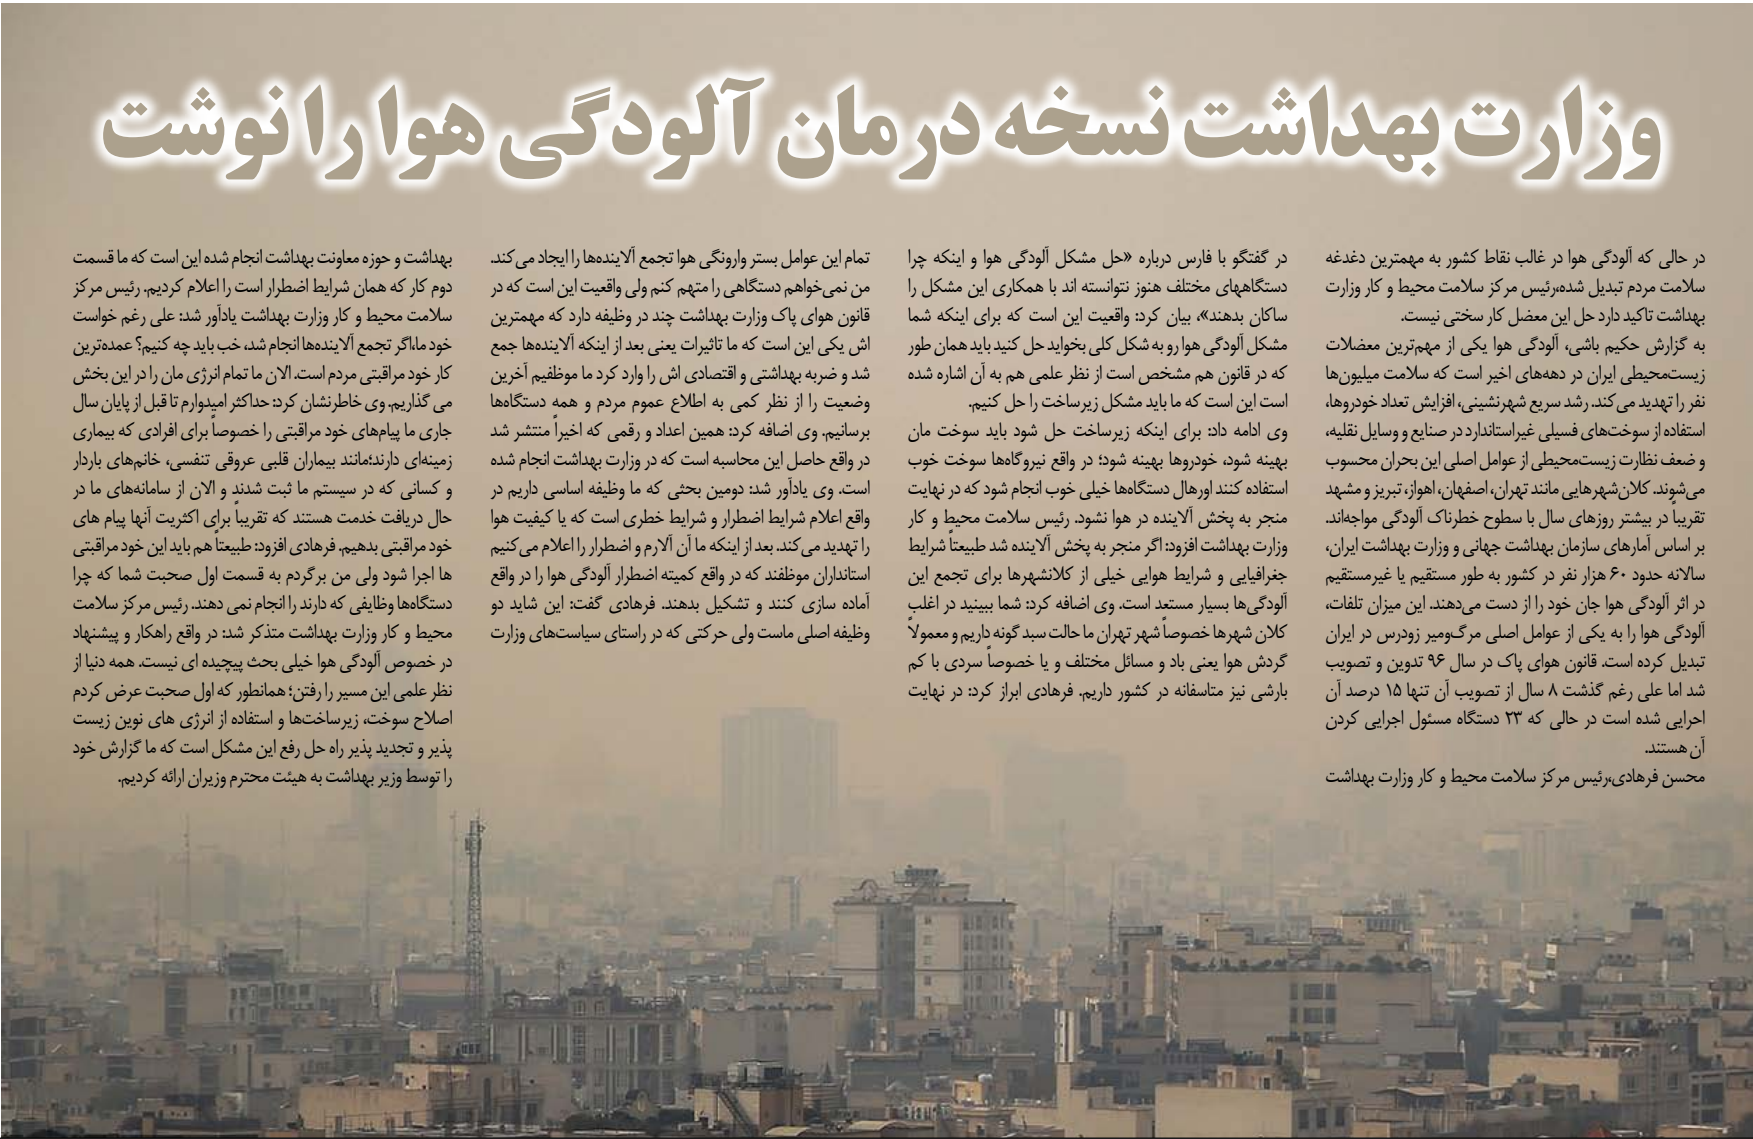 وزارت بهداشت نسخه درمان آلودگی هوا را نوشت
در حالی که آلودگی هوا در غالب نقاط کشور به مهمترین دغدغه
سلامت مردم تبدیل شده،رئیس مرکز سلامت محیط و کار وزارت
بهداشت تاکید دارد حل این معضل کار سختی نیست.
به گزارش حکیم باشی، آلودگی هوا یکی از مهم‌ترین معضلات
زیست‌محیطی ایران در دهه‌های اخیر است که سلامت میلیون‌ها
نفر را تهدید می‌کند. رشد سریع شهرنشینی، افزایش تعداد خودروها،
استفاده از سوخت‌های فسیلی غیراستاندارد در صنایع و وسایل نقلیه،
و ضعف نظارت زیست‌محیطی از عوامل اصلی این بحران محسوب
می‌شوند. کلان‌شهرهایی مانند تهران، اصفهان، اهواز، تبریز و مشهد
تقریباً در بیشتر روزهای سال با سطوح خطرناک آلودگی مواجه‌اند.
بر اساس آمارهای سازمان بهداشت جهانی و وزارت بهداشت ایران،
سالانه حدود ۶۰ هزار نفر در کشور به طور مستقیم یا غیرمستقیم
در اثر آلودگی هوا جان خود را از دست می‌دهند. این میزان تلفات،
آلودگی هوا را به یکی از عوامل اصلی مرگ‌ومیر زودرس در ایران
تبدیل کرده است. قانون هوای پاک در سال ۹۶ تدوین و تصویب
شد اما علی رغم گذشت ۸ سال از تصویب آن تنها ۱۵ درصد آن
احرایی شده است در حالی که ۲۳ دستگاه مسئول اجرایی کردن
آن هستند.
محسن فرهادی،رئیس مرکز سلامت محیط و کار وزارت بهداشت
در گفتگو با فارس درباره «حل مشکل آلودگی هوا و اینکه چرا
دستگاههای مختلف هنوز نتوانسته اند با همکاری این مشکل را
ساکان بدهند»، بیان کرد: واقعیت این است که برای اینکه شما
مشکل آلودگی هوا رو به شکل کلی بخواید حل کنید باید همان طور
که در قانون هم مشخص است از نظر علمی هم به آن اشاره شده
است این است که ما باید مشکل زیرساخت را حل کنیم.
وی ادامه داد: برای اینکه زیرساخت حل شود باید سوخت مان
بهینه شود، خودروها بهینه شود؛ در واقع نیروگاه‌ها سوخت خوب
استفاده کنند اورهال دستگاه‌ها خیلی خوب انجام شود که در نهایت
منجر به پخش آلاینده در هوا نشود. رئیس سلامت محیط و کار
وزارت بهداشت افزود: اگر منجر به پخش آلاینده شد طبیعتاً شرایط
جغرافیایی و شرایط هوایی خیلی از کلانشهرها برای تجمع این
آلودگی‌ها بسیار مستعد است. وی اضافه کرد: شما ببینید در اغلب
کلان شهرها خصوصاً شهر تهران ما حالت سبد گونه داریم و معمولاً
گردش هوا یعنی باد و مسائل مختلف و یا خصوصاً سردی با کم
بارشی نیز متاسفانه در کشور داریم. فرهادی ابراز کرد: در نهایت
تمام این عوامل بستر وارونگی هوا تجمع آلاینده‌ها را ایجاد می‌کند.
من نمی‌خواهم دستگاهی را متهم کنم ولی واقعیت این است که در
قانون هوای پاک وزارت بهداشت چند در وظیفه دارد که مهمترین
اش یکی این است که ما تاثیرات یعنی بعد از اینکه آلاینده‌ها جمع
شد و ضربه بهداشتی و اقتصادی اش را وارد کرد ما موظفیم آخرین
وضعیت را از نظر کمی به اطلاع عموم مردم و همه دستگاه‌ها
برسانیم. وی اضافه کرد: همین اعداد و رقمی که اخیراً منتشر شد
در واقع حاصل این محاسبه است که در وزارت بهداشت انجام شده
است. وی یادآور شد: دومین بحثی که ما وظیفه اساسی داریم در
واقع اعلام شرایط اضطرار و شرایط خطری است که یا کیفیت هوا
را تهدید می‌کند. بعد از اینکه ما آن آلارم و اضطرار را اعلام می‌کنیم
استانداران موظفند که در واقع کمیته اضطرار آلودگی هوا را در واقع
آماده سازی کنند و تشکیل بدهند. فرهادی گفت: این شاید دو
وظیفه اصلی ماست ولی حرکتی که در راستای سیاست‌های وزارت
بهداشت و حوزه معاونت بهداشت انجام شده این است که ما قسمت
دوم کار که همان شرایط اضطرار است را اعلام کردیم. رئیس مرکز
سلامت محیط و کار وزارت بهداشت یادآور شد: علی رغم خواست
خود ما،اگر تجمع آلاینده‌ها انجام شد، خب باید چه کنیم؟ عمده‌ترین
کار خود مراقبتی مردم است. الان ما تمام انرژی مان را در این بخش
می گذاریم. وی خاطرنشان کرد: حداکثر امیدوارم تا قبل از پایان سال
جاری ما پیام‌های خود مراقبتی را خصوصاً برای افرادی که بیماری
زمینه‌ای دارند؛مانند بیماران قلبی عروقی تنفسی، خانم‌های باردار
و کسانی که در سیستم ما ثبت شدند و الان از سامانه‌های ما در
حال دریافت خدمت هستند که تقریباً برای اکثریت آنها پیام های
خود مراقبتی بدهیم. فرهادی افزود: طبیعتاً هم باید این خود مراقبتی
ها اجرا شود ولی من برگردم به قسمت اول صحبت شما که چرا
دستگاه‌ها وظایفی که دارند را انجام نمی دهند. رئیس مرکز سلامت
محیط و کار وزارت بهداشت متذکر شد: در واقع راهکار و پیشنهاد
در خصوص آلودگی هوا خیلی بحث پیچیده ای نیست. همه دنیا از
نظر علمی این مسیر را رفتن؛ همانطور که اول صحبت عرض کردم
اصلاح سوخت، زیرساخت‌ها و استفاده از انرژی های نوین زیست
پذیر و تجدید پذیر راه حل رفع این مشکل است که ما گزارش خود
را توسط وزیر بهداشت به هیئت محترم وزیران ارائه کردیم.